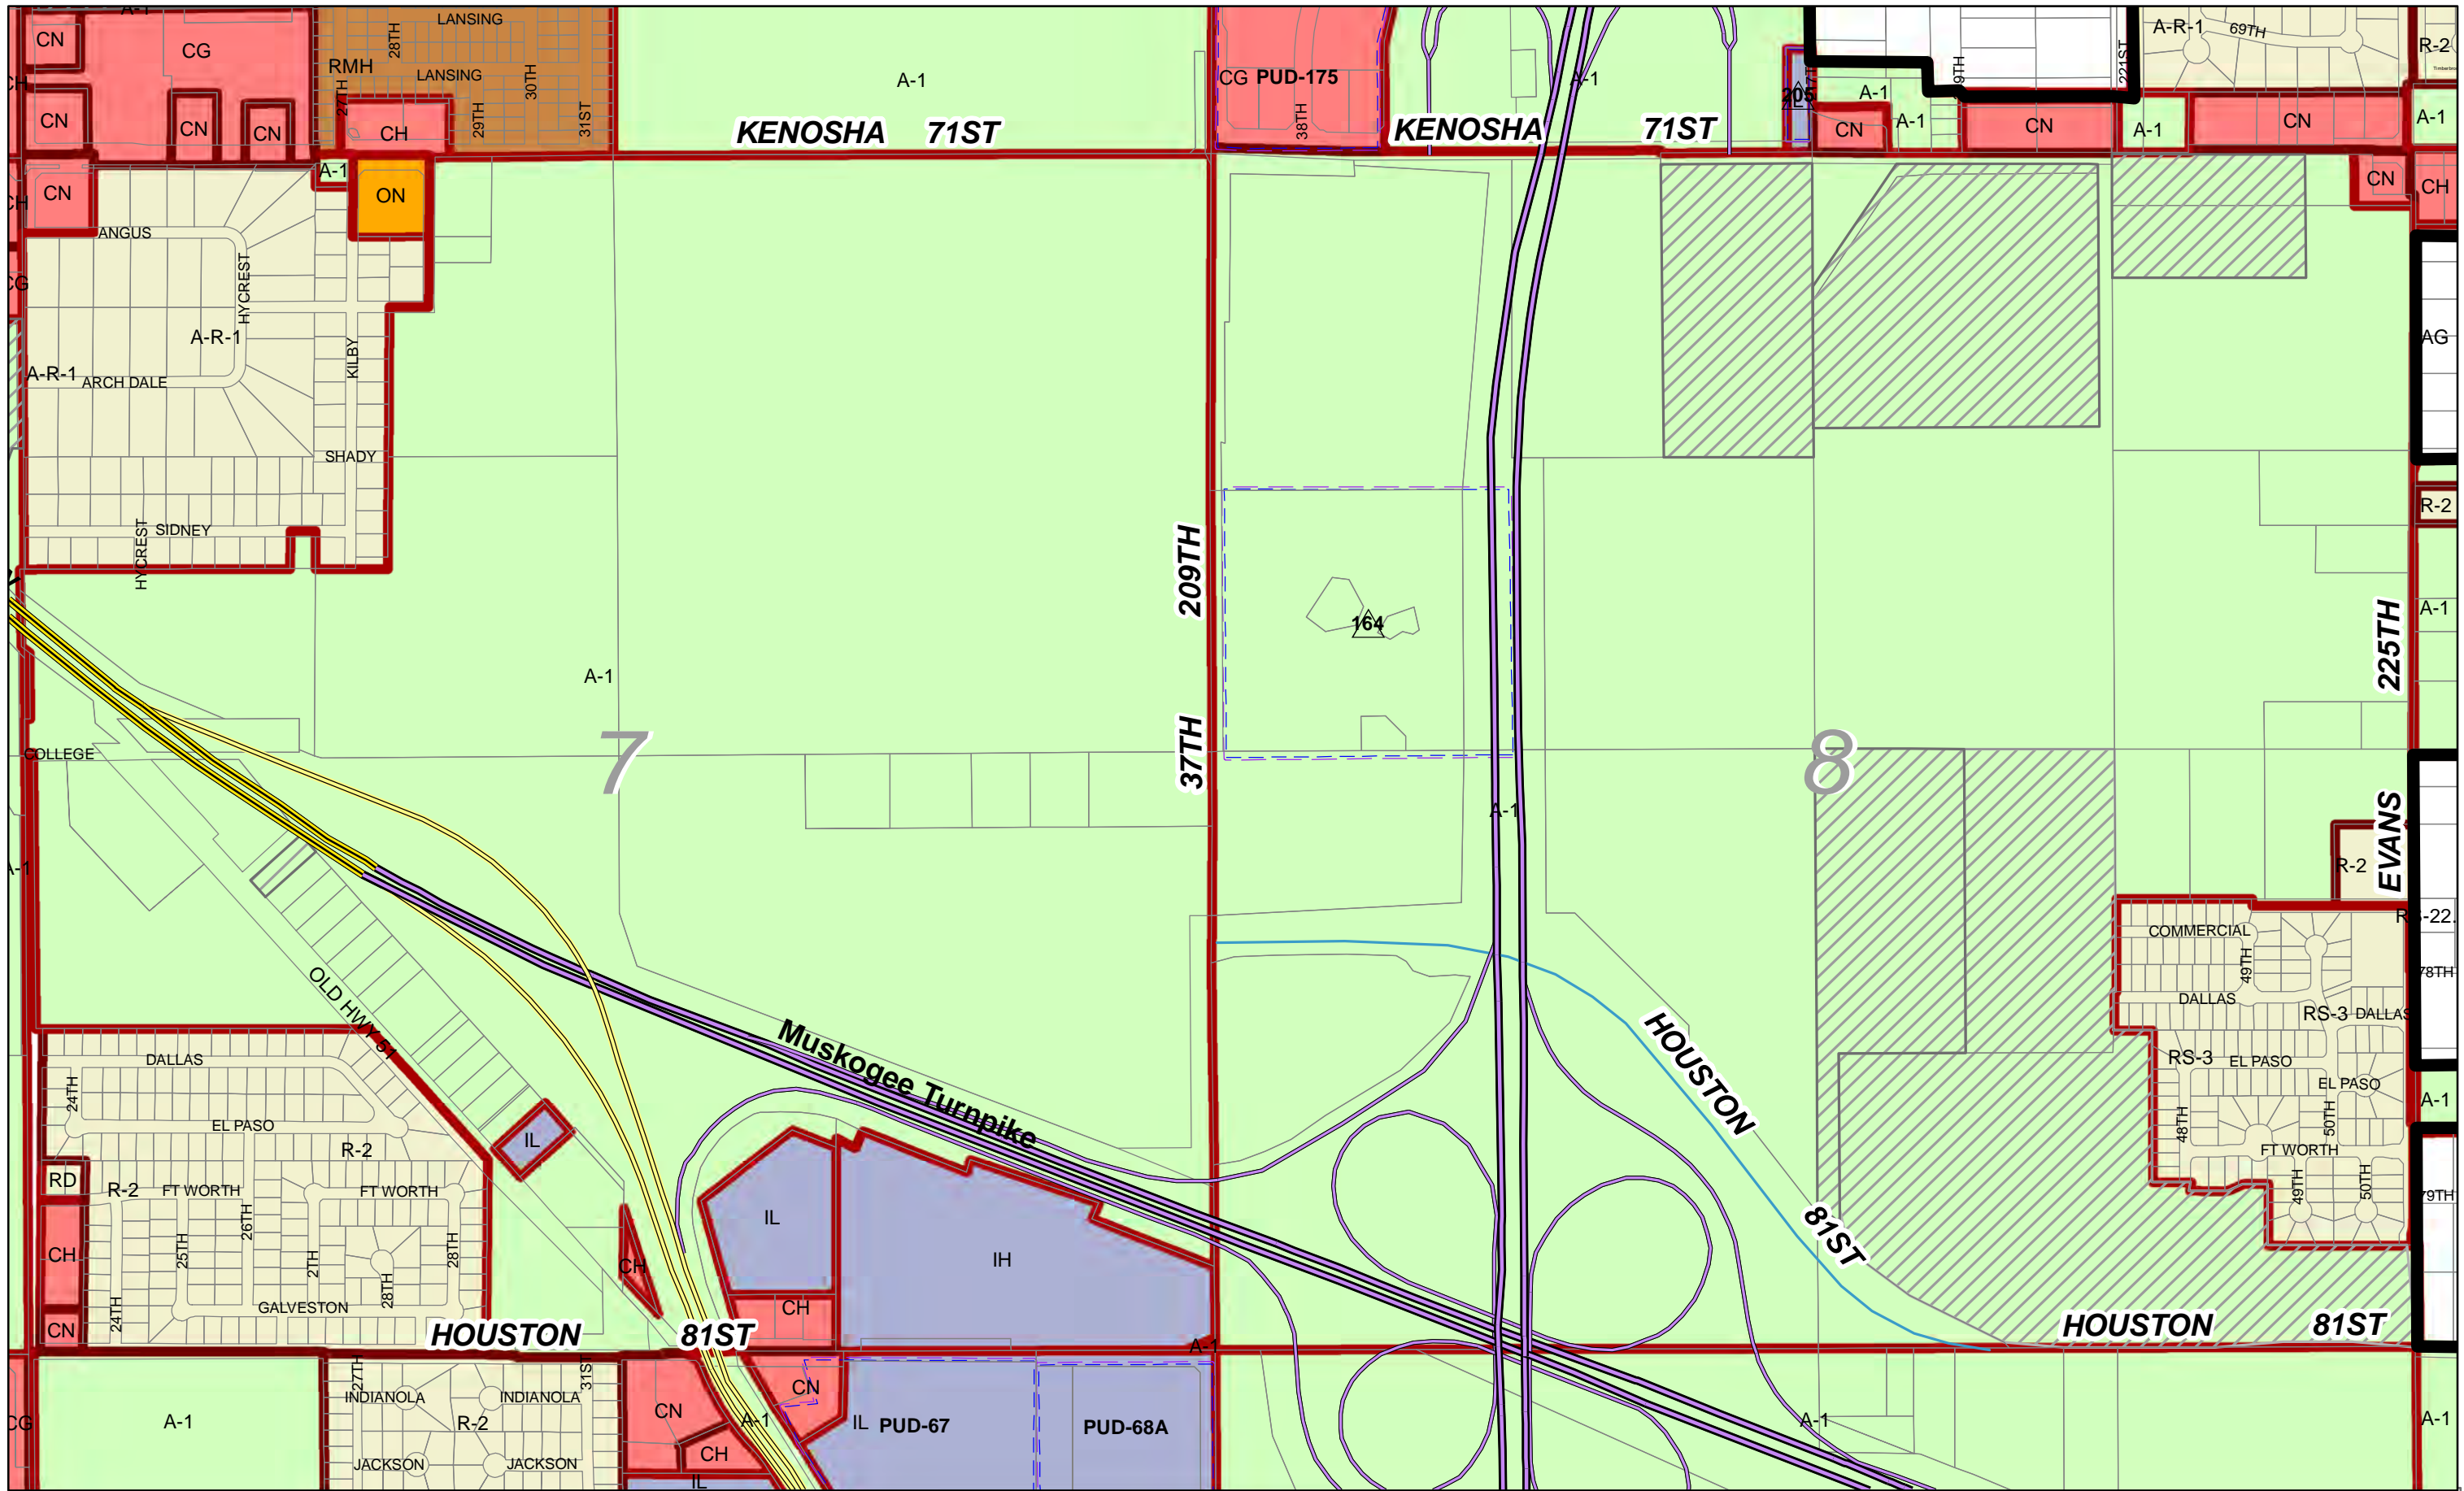 LANSING
CN
CG
28TH
RMH
LANSING
30TH
27TH
29TH
31ST
CN
CN
CN
CH
A-1
KENOSHA 71ST
CG PUD-175
38TH
A-1
KENOSHA 71ST
205
A-1
CN
A-1
CN
221ST
A-R-1
69TH
R-2
A-1
CN
A-1
CN
CH
CN
A-1
ON
ANGUS
HYCREST
A-R-1
A-R-1
ARCH DALE
KILBY
SHADY
SIDNEY
HYCREST
AG
R-2
209TH
164
A-1
225TH
A-1
COLLEGE
7
37TH
8
A-1
EVANS
R-2
A-1
COMMERCIAL
49TH
78TH
DALLAS
RS-3
DALLAS
RS-3
EL PASO
EL PASO
A-1
48TH
50TH
FT WORTH
49TH
50TH
79TH
OLD HWY 51
Muskogee Turnpike
HOUSTON
81ST
DALLAS
24TH
EL PASO
R-2
IL
RD
R-2
FT WORTH
FT WORTH
26TH
25TH
2TH
28TH
28TH
CH
24TH
GALVESTON
CN
CH
IL
IH
CH
HOUSTON 81ST
A-1
HOUSTON 81ST
27TH
31ST
INDIANOLA
INDIANOLA
CN
CN
CG
A-1
R-2
A-1
IL PUD-67
PUD-68A
A-1
A-1
JACKSON
JACKSON
CH
IL